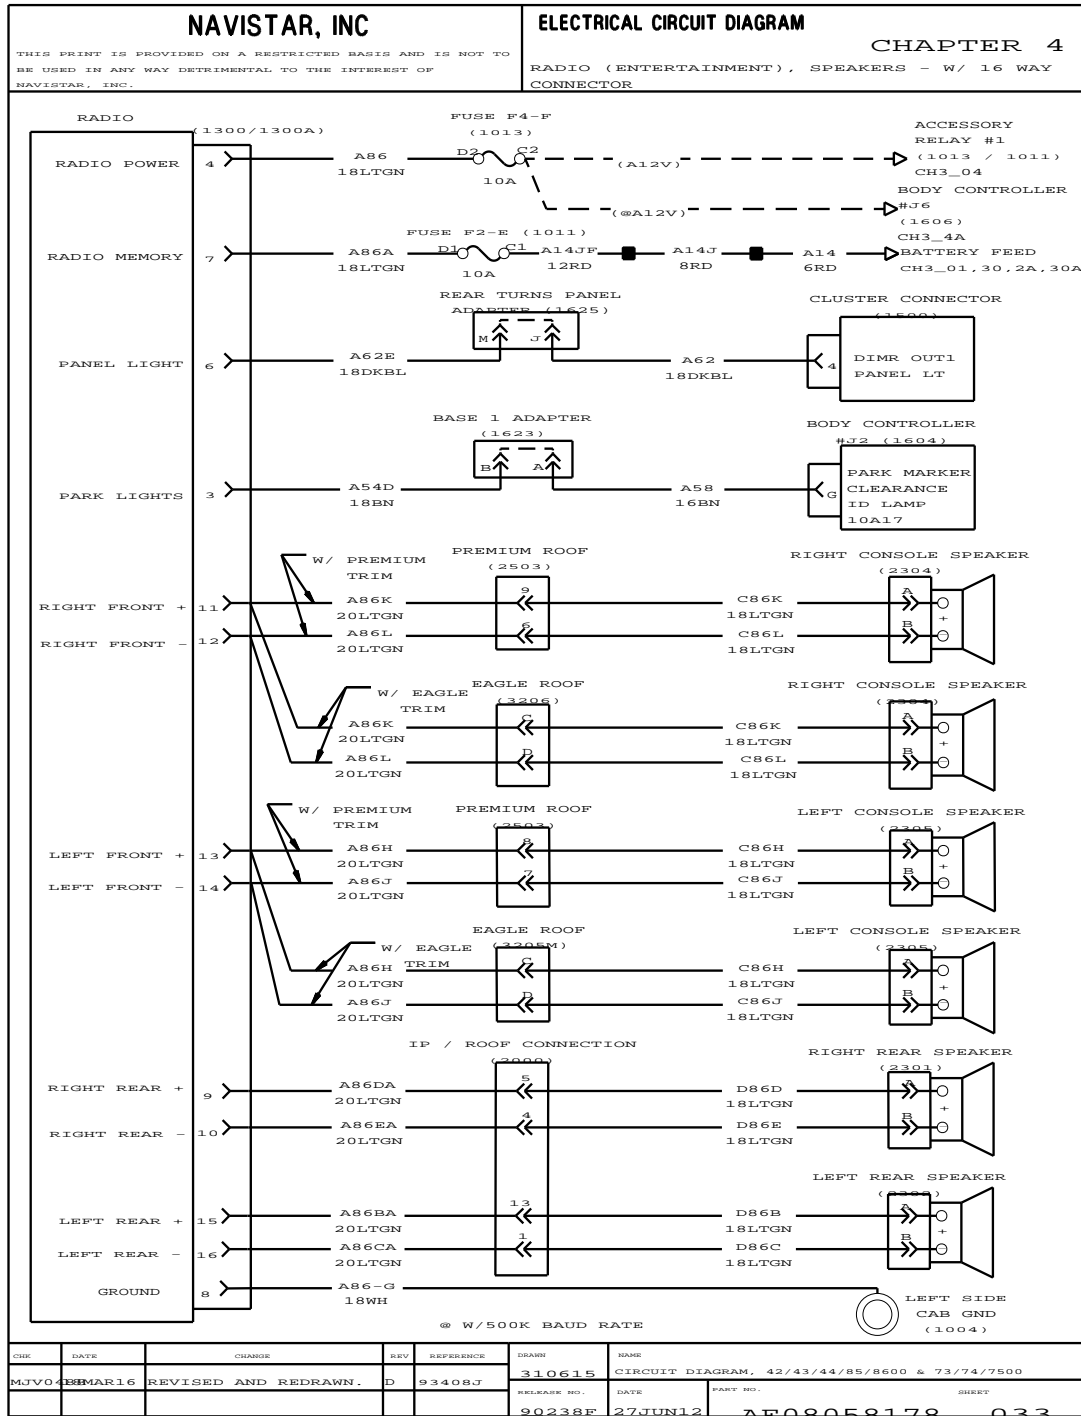 NAVISTAR, INC
THIS PRINT IS PROVIDED ON A RESTRICTED BASIS AND IS NOT TO
BE USED IN ANY WAY DETRIMENTAL TO THE INTEREST OF
NAVISTAR, INC.
ELECTRICAL CIRCUIT DIAGRAM
CHAPTER 4
RADIO (ENTERTAINMENT), SPEAKERS - W/ 16 WAY
CONNECTOR
RADIO
(1300/1300A)
FUSE F4-F
(1013)
ACCESSORY
RELAY #1
(1013 / 1011)
CH3_04
RADIO POWER 4
A86
18LTGN
D2 C2
10A
(A12V)
BODY CONTROLLER
#J6
(1606)
CH3_4A
(@A12V)
FUSE F2-E (1011)
RADIO MEMORY 7
A86A
18LTGN
D1 C1
10A
A14JF
12RD
A14J
8RD
A14
6RD
BATTERY FEED
CH3_01,30,2A,30A
REAR TURNS PANEL
ADAPTER (1625)
M J
CLUSTER CONNECTOR
(1500)
PANEL LIGHT 6
A62E
18DKBL
A62
18DKBL
4
DIMR OUT1
PANEL LT
BASE 1 ADAPTER
(1623)
B A
BODY CONTROLLER
#J2 (1604)
PARK LIGHTS 3
A54D
18BN
A58
16BN
G
PARK MARKER
CLEARANCE
ID LAMP
10A17
W/ PREMIUM
TRIM
PREMIUM ROOF
(2503)
RIGHT CONSOLE SPEAKER
(2304)
RIGHT FRONT + 11
A86K
20LTGN
9
C86K
18LTGN
A
+
RIGHT FRONT - 12
A86L
20LTGN
6
C86L
18LTGN
B
-
W/ EAGLE
TRIM
EAGLE ROOF
(3206)
RIGHT CONSOLE SPEAKER
(2304)
A86K
20LTGN
C
C86K
18LTGN
A
+
A86L
20LTGN
D
C86L
18LTGN
B
-
W/ PREMIUM
TRIM
PREMIUM ROOF
(2503)
LEFT CONSOLE SPEAKER
(2305)
LEFT FRONT + 13
A86H
20LTGN
8
C86H
18LTGN
A
+
LEFT FRONT - 14
A86J
20LTGN
7
C86J
18LTGN
B
-
W/ EAGLE
TRIM
EAGLE ROOF
(3205M)
LEFT CONSOLE SPEAKER
(2305)
A86H
20LTGN
C
C86H
18LTGN
A
+
A86J
20LTGN
D
C86J
18LTGN
B
-
IP / ROOF CONNECTION
(2000)
RIGHT REAR SPEAKER
(2301)
RIGHT REAR + 9
A86DA
20LTGN
5
D86D
18LTGN
A
+
RIGHT REAR - 10
A86EA
20LTGN
4
D86E
18LTGN
B
-
LEFT REAR SPEAKER
LEFT REAR + 15
A86BA
20LTGN
13
D86B
18LTGN
A
+
LEFT REAR - 16
A86CA
20LTGN
1
D86C
18LTGN
B
-
GROUND 8
A86-G
18WH
LEFT SIDE
CAB GND
(1004)
@ W/500K BAUD RATE
CHK DATE CHANGE REV REFERENCE
REVISED AND REDRAWN. D 93408J
DRAWN
310615
NAME
CIRCUIT DIAGRAM, 42/43/44/85/8600 & 73/74/7500
RELEASE NO.
90238F
DATE
27JUN12
PART NO.
AF08058178
SHEET
033